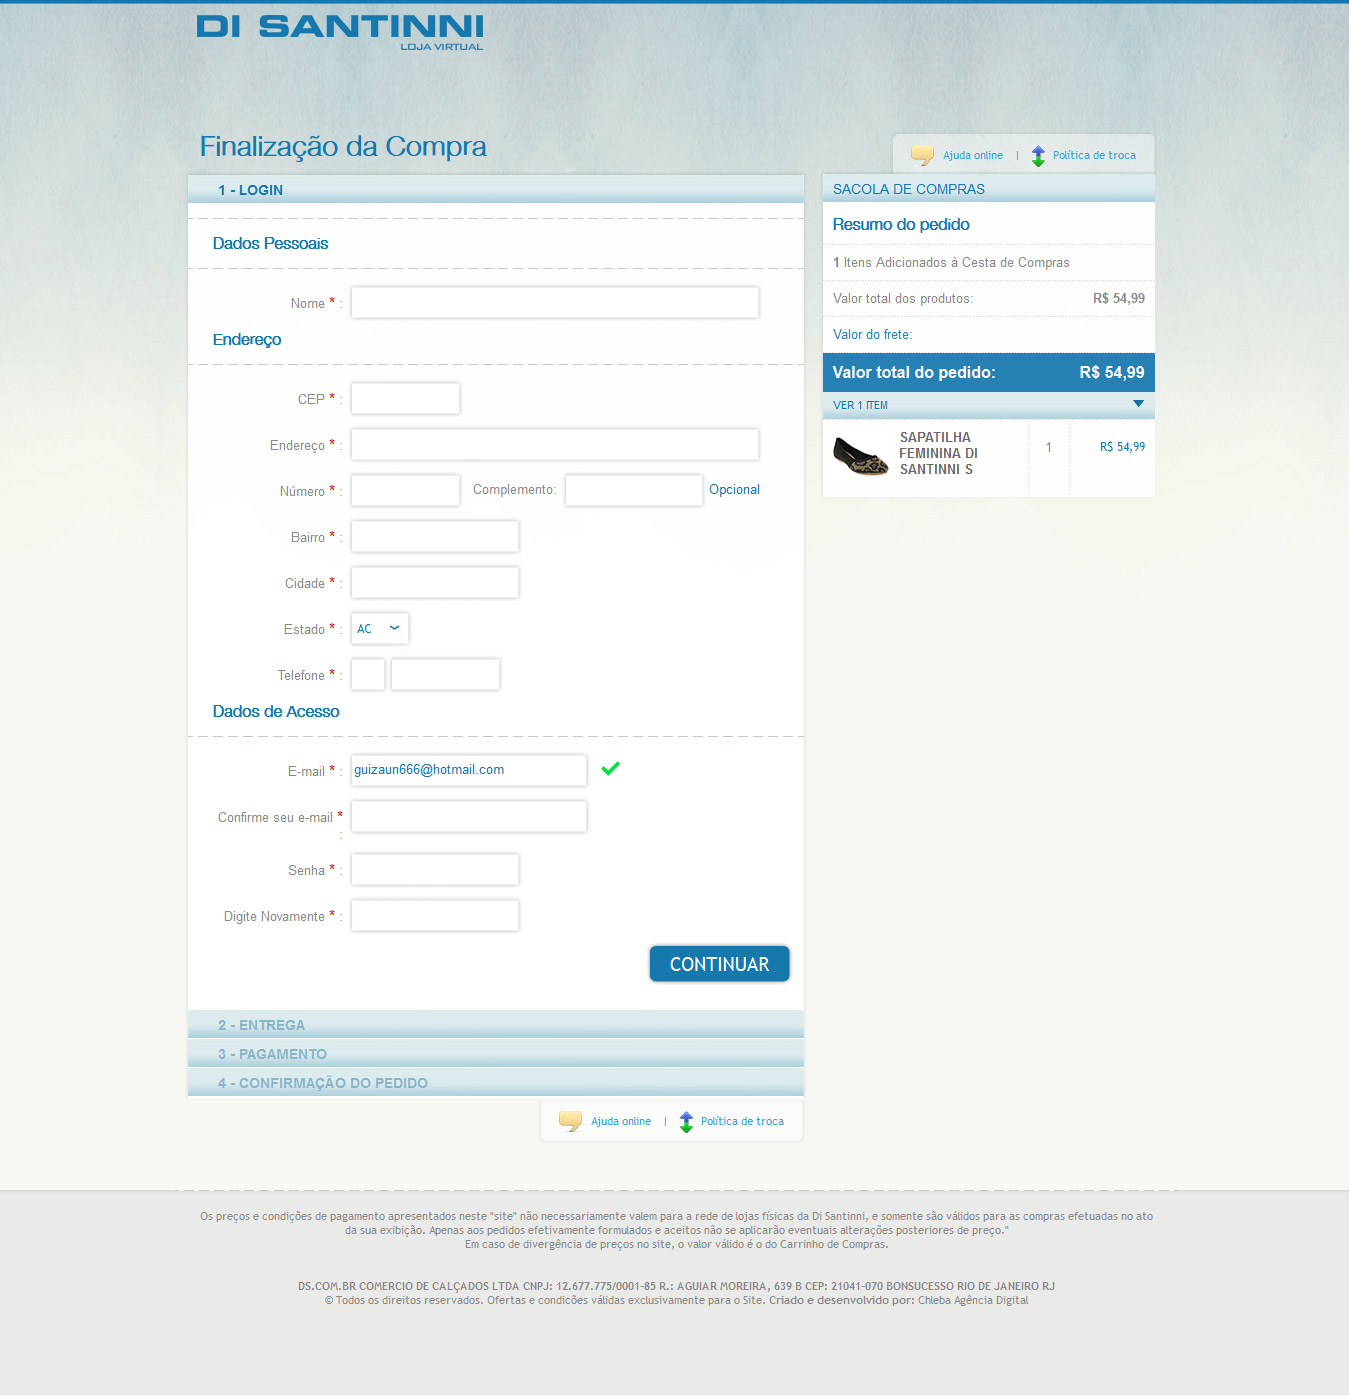 DI SANTINNI
LOJA VIRTUAL
Finalização da Compra
Ajuda online | Política de troca
1 - LOGIN
Dados Pessoais
Nome * :
Endereço
CEP * :
Endereço * :
Número * : Complemento: Opcional
Bairro * :
Cidade * :
Estado * : AC
Telefone * :
Dados de Acesso
E-mail * : guizaun666@hotmail.com
Confirme seu e-mail *
:
Senha * :
Digite Novamente * :
CONTINUAR
2 - ENTREGA
3 - PAGAMENTO
4 - CONFIRMAÇÃO DO PEDIDO
Ajuda online | Política de troca
SACOLA DE COMPRAS
Resumo do pedido
1 Itens Adicionados à Cesta de Compras
Valor total dos produtos: R$ 54,99
Valor do frete:
Valor total do pedido: R$ 54,99
VER 1 ITEM
SAPATILHA
FEMININA DI
SANTINNI S
1
R$ 54,99
Os preços e condições de pagamento apresentados neste "site" não necessariamente valem para a rede de lojas físicas da Di Santinni, e somente são válidos para as compras efetuadas no ato
da sua exibição. Apenas aos pedidos efetivamente formulados e aceitos não se aplicarão eventuais alterações posteriores de preço."
Em caso de divergência de preços no site, o valor válido é o do Carrinho de Compras.
DS.COM.BR COMERCIO DE CALÇADOS LTDA CNPJ: 12.677.775/0001-85 R.: AGUIAR MOREIRA, 639 B CEP: 21041-070 BONSUCESSO RIO DE JANEIRO RJ
© Todos os direitos reservados. Ofertas e condicões válidas exclusivamente para o Site. Criado e desenvolvido por: Chleba Agência Digital